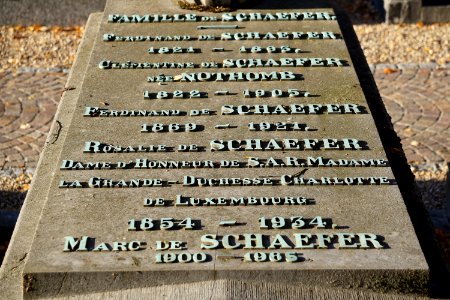 FAMILLE DE SCHAEFER.
FERDINAND DE SCHAEFER
1821 – 1893.
CLÉMENTINE DE SCHAEFER
NÉE NOTHOMB
1822 – 1905.
FERDINAND DE SCHAEFER
1869 – 1927.
ROSALIE DE SCHAEFER
DAME D'HONNEUR DE S.A.R. MADAME
LA GRANDE - DUCHESSE CHARLOTTE
DE LUXEMBOURG
1854 – 1934.
MARC DE SCHAEFER
1900 – 1985.